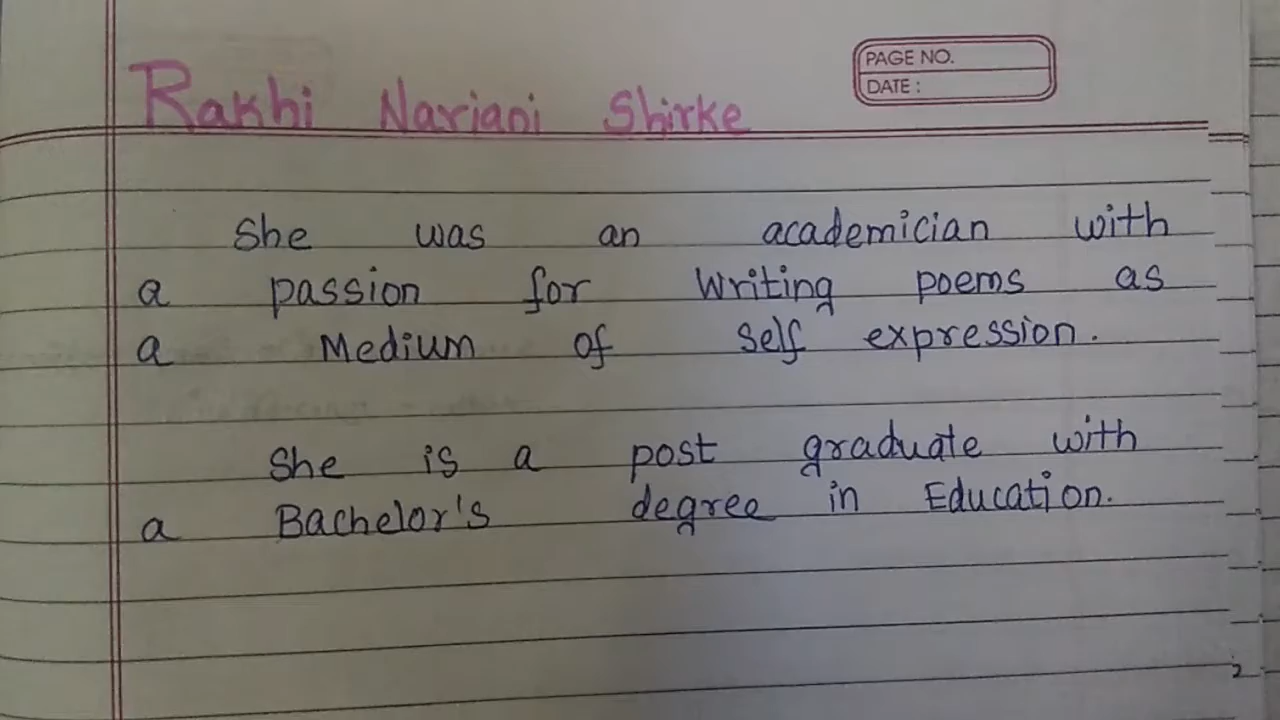 PAGE NO.
DATE :
Rakhi Nariani Shirke
She was an academician with
a passion for Writing poems as
a Medium of self expression.
She is a post graduate with
a Bachelor's degree in Education.
2